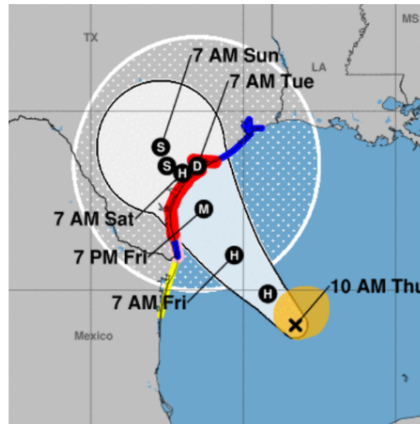 TX
MS
7 AM Sun
LA
7 AM Tue
S
S
H
D
7 AM Sat
M
7 PM Fri
H
7 AM Fri
H
10 AM Thu
Mexico